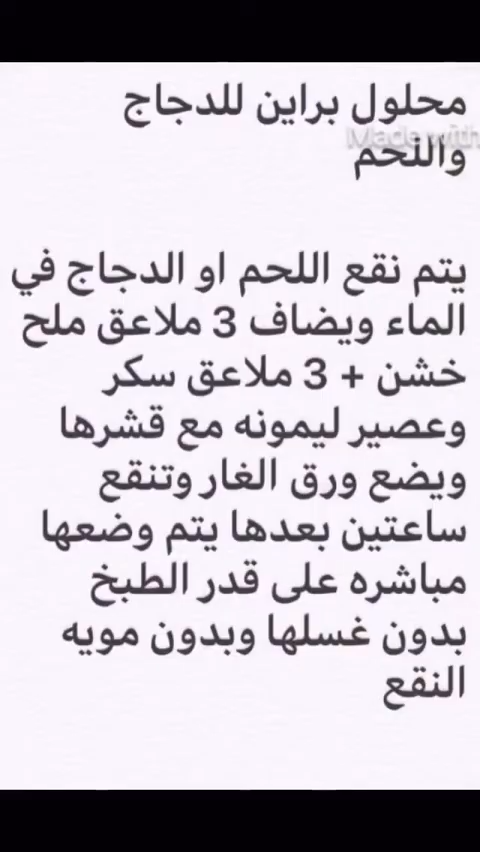 محلول براين للدجاج
Made with
واللحم
يتم نقع اللحم او الدجاج في
الماء ويضاف 3 ملاعق ملح
خشن + 3 ملاعق سكر
وعصير ليمونه مع قشرها
ويضع ورق الغار وتنقع
ساعتين بعدها يتم وضعها
مباشره على قدر الطبخ
بدون غسلها وبدون مويه
النقع